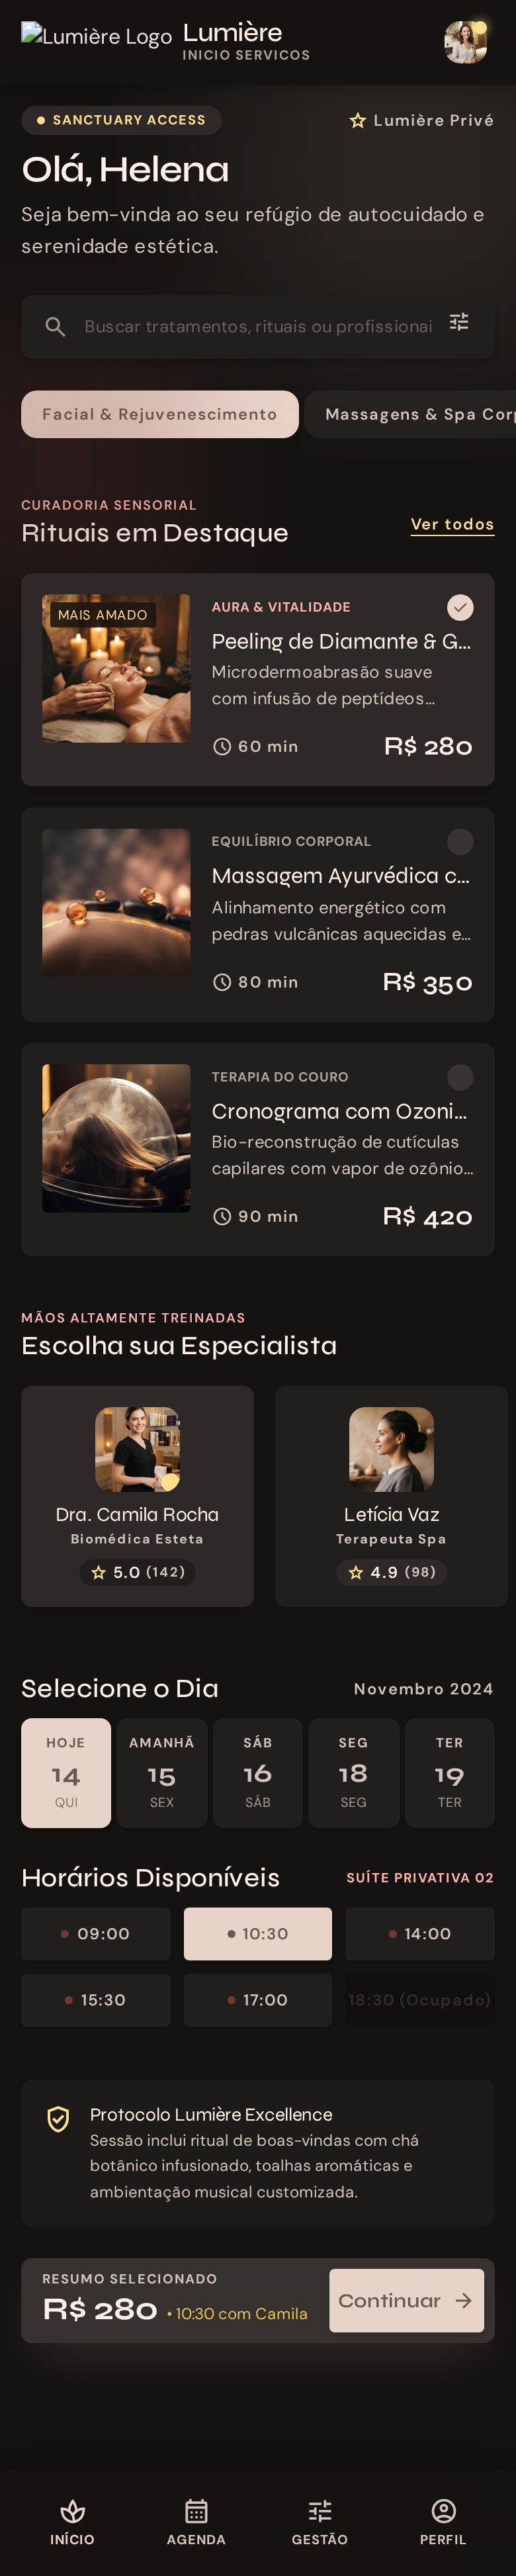 Lumière Logo
Lumière
INICIO SERVICOS
SANCTUARY ACCESS
Lumière Privé
Olá, Helena
Seja bem-vinda ao seu refúgio de autocuidado e
serenidade estética.
Buscar tratamentos, rituais ou profissionai
Facial & Rejuvenescimento
Massagens & Spa Corp
CURADORIA SENSORIAL
Rituais em Destaque
Ver todos
MAIS AMADO
AURA & VITALIDADE
Peeling de Diamante & G...
Microdermoabrasão suave
com infusão de peptídeos...
60 min
R$ 280
EQUILÍBRIO CORPORAL
Massagem Ayurvédica c...
Alinhamento energético com
pedras vulcânicas aquecidas e...
80 min
R$ 350
TERAPIA DO COURO
Cronograma com Ozoni...
Bio-reconstrução de cutículas
capilares com vapor de ozônio...
90 min
R$ 420
MÃOS ALTAMENTE TREINADAS
Escolha sua Especialista
Dra. Camila Rocha
Biomédica Esteta
5.0 (142)
Letícia Vaz
Terapeuta Spa
4.9 (98)
Selecione o Dia
Novembro 2024
HOJE
14
QUI
AMANHÃ
15
SEX
SÁB
16
SÁB
SEG
18
SEG
TER
19
TER
Horários Disponíveis
SUÍTE PRIVATIVA 02
09:00
10:30
14:00
15:30
17:00
18:30 (Ocupado)
Protocolo Lumière Excellence
Sessão inclui ritual de boas-vindas com chá
botânico infusionado, toalhas aromáticas e
ambientação musical customizada.
RESUMO SELECIONADO
R$ 280 • 10:30 com Camila
Continuar
INÍCIO
AGENDA
GESTÃO
PERFIL